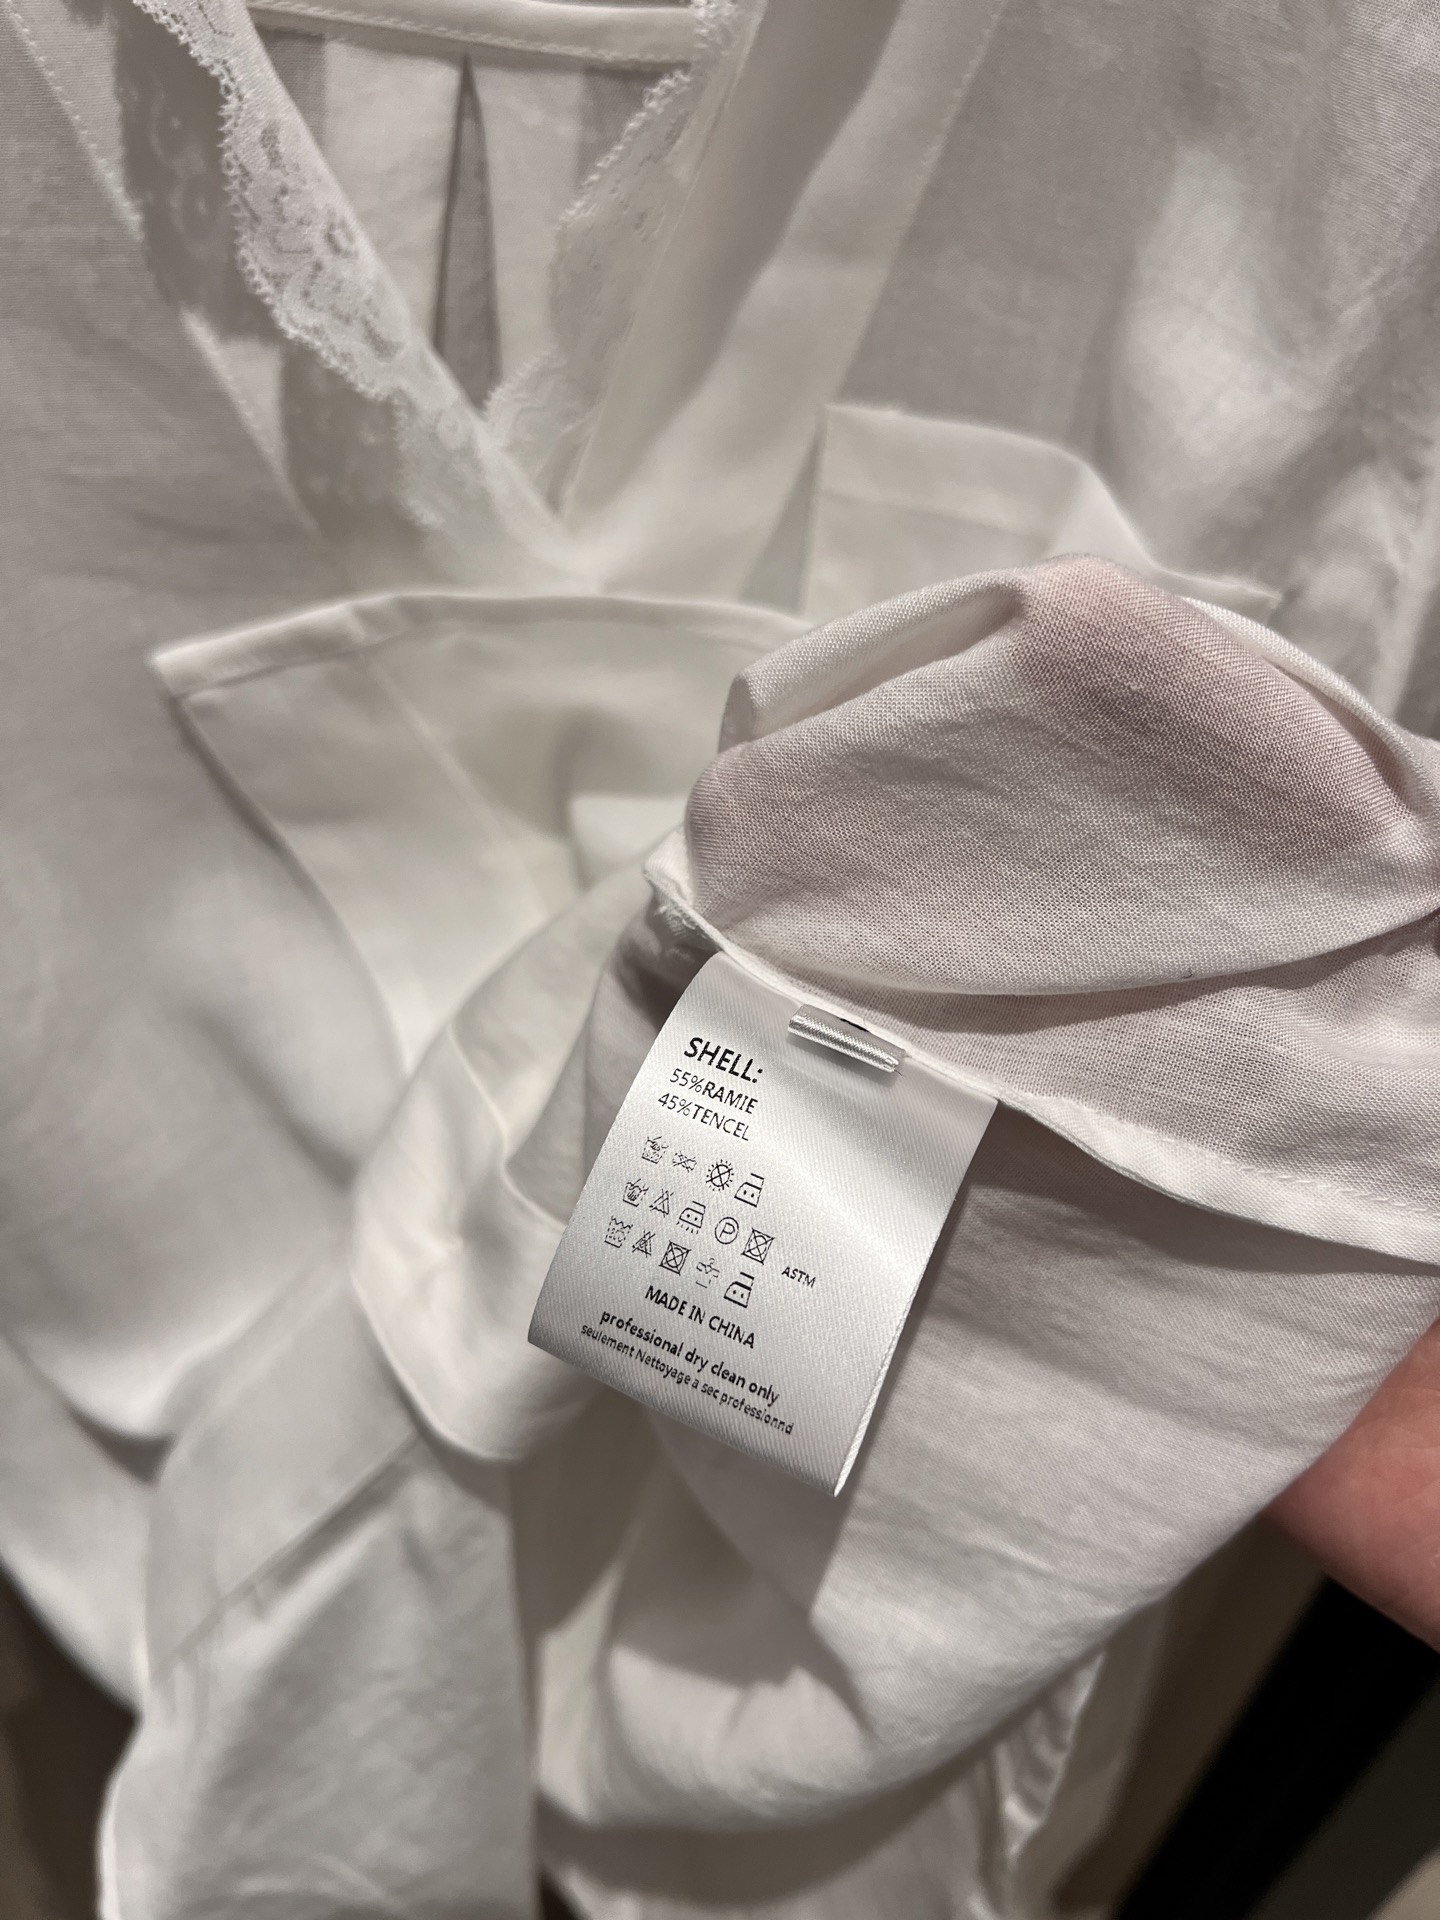 SHELL:
55%RAMIE
45%TENCEL
P
ASTM
MADE IN CHINA
professional dry clean only
seulement Nettoyage a sec professionnd